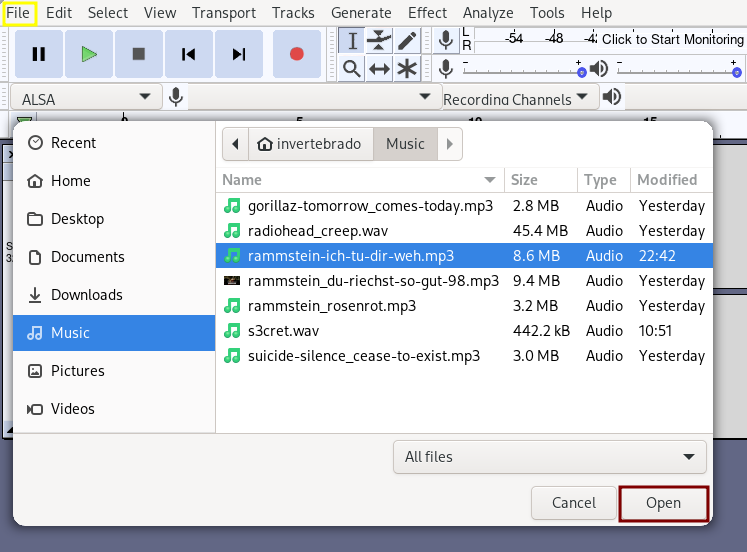 File Edit Select View Transport Tracks Generate Effect Analyze Tools Help
L R -54 -48 -42 Click to Start Monitoring
ALSA Recording Channels
Recent
Home
Desktop
Documents
Downloads
Music
Pictures
Videos
invertebrado Music
Name Size Type Modified
gorillaz-tomorrow_comes-today.mp3 2.8 MB Audio Yesterday
radiohead_creep.wav 45.4 MB Audio Yesterday
rammstein-ich-tu-dir-weh.mp3 8.6 MB Audio 22:42
rammstein_du-riechst-so-gut-98.mp3 9.4 MB Audio Yesterday
rammstein_rosenrot.mp3 3.2 MB Audio Yesterday
s3cret.wav 442.2 kB Audio 10:51
suicide-silence_cease-to-exist.mp3 3.0 MB Audio Yesterday
All files
Cancel Open